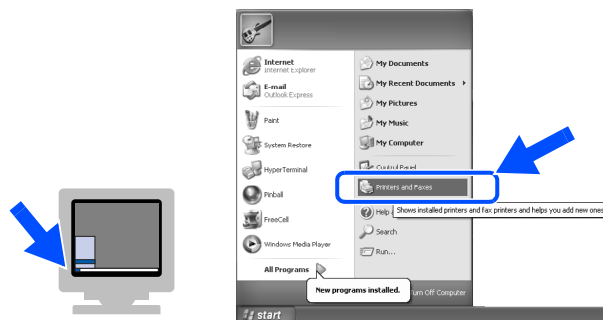 Internet
Internet Explorer
E-mail
Outlook Express
Paint
System Restore
HyperTerminal
Pinball
FreeCell
Windows Media Player
All Programs
My Documents
My Recent Documents
My Pictures
My Music
My Computer
Control Panel
Printers and Faxes
Help
Shows installed printers and fax printers and helps you add new ones
Search
Run...
New programs installed.
Turn Off Computer
start